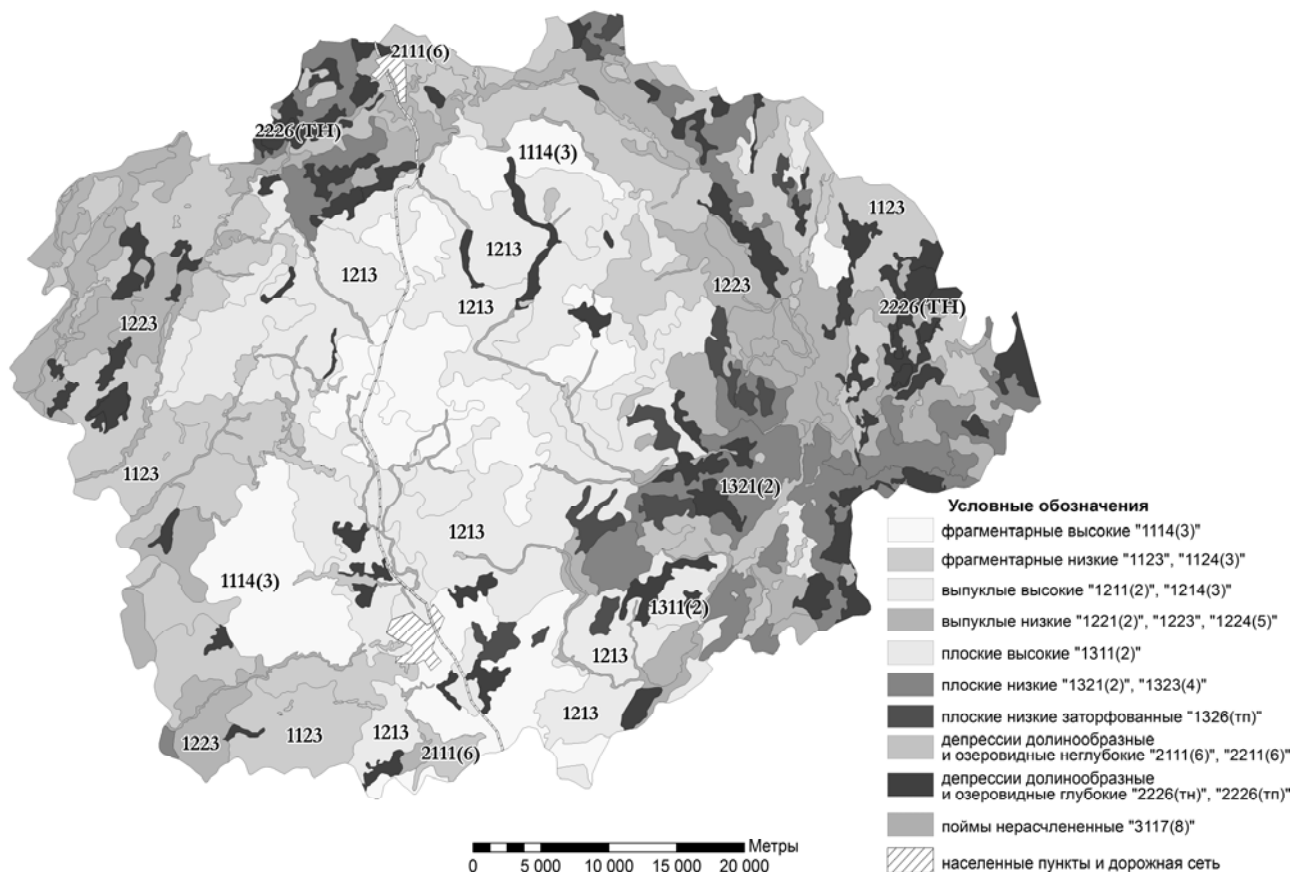 2111(6)
2226(ТН)
1114(3)
1123
1213
1213
1213
1223
2226(ТН)
1223
1123
1321(2)
1213
1114(3)
1311(2)
1213
1213
1213
1223
1123
2111(6)
Условные обозначения
фрагментарные высокие "1114(3)"
фрагментарные низкие "1123", "1124(3)"
выпуклые высокие "1211(2)", "1214(3)"
выпуклые низкие "1221(2)", "1223", "1224(5)"
плоские высокие "1311(2)"
плоские низкие "1321(2)", "1323(4)"
плоские низкие заторфованные "1326(тп)"
депрессии долинообразные
и озеровидные неглубокие "2111(6)", "2211(6)"
депрессии долинообразные
и озеровидные глубокие "2226(тн)", "2226(тп)"
поймы нерасчлененные "3117(8)"
населенные пункты и дорожная сеть
Метры
0 5 000 10 000 15 000 20 000